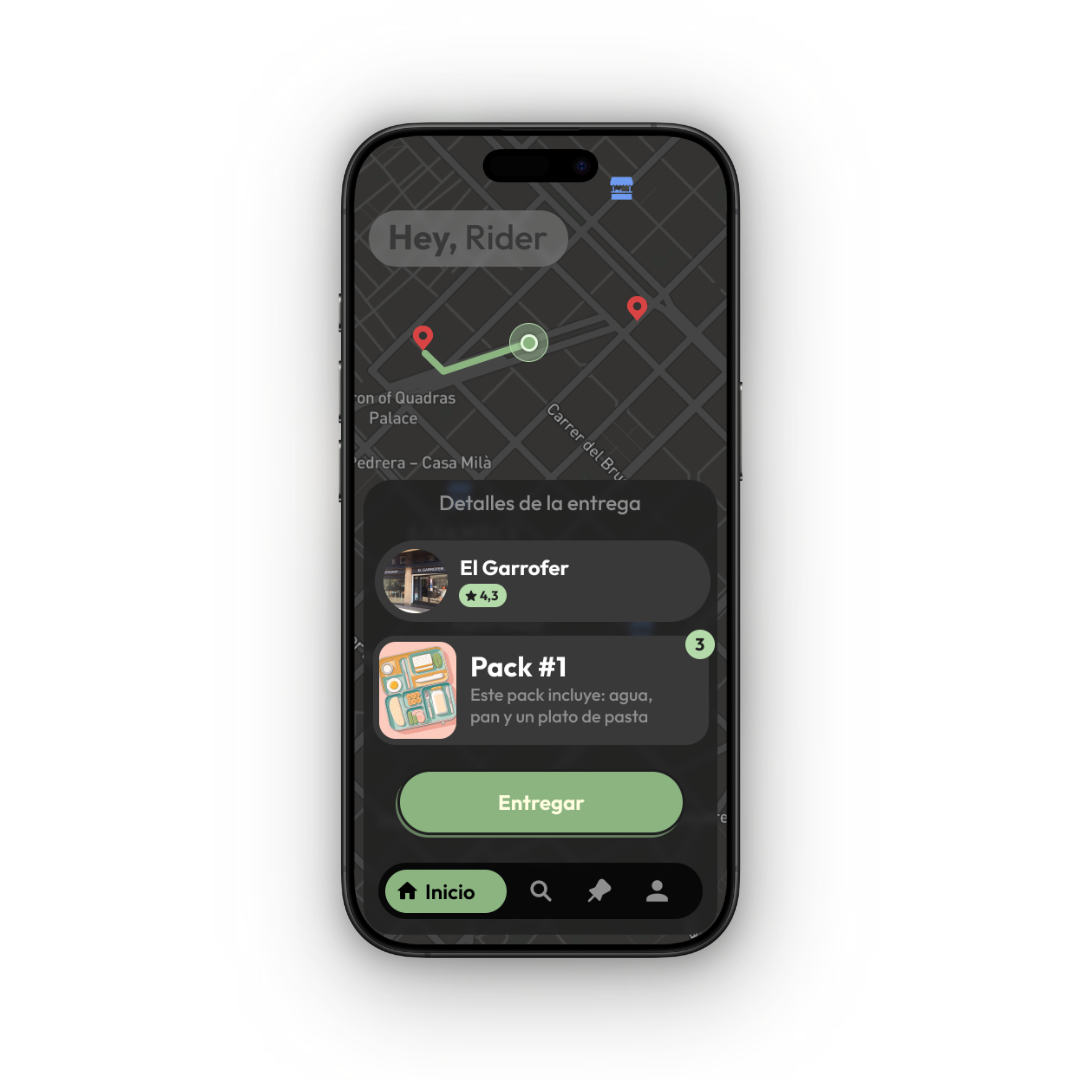 Hey, Rider
ron of Quadras
Palace
Carrer del Bru
Pedrera – Casa Milà
Detalles de la entrega
El Garrofer
4,3
3
Pack #1
Este pack incluye: agua,
pan y un plato de pasta
Entregar
Inicio